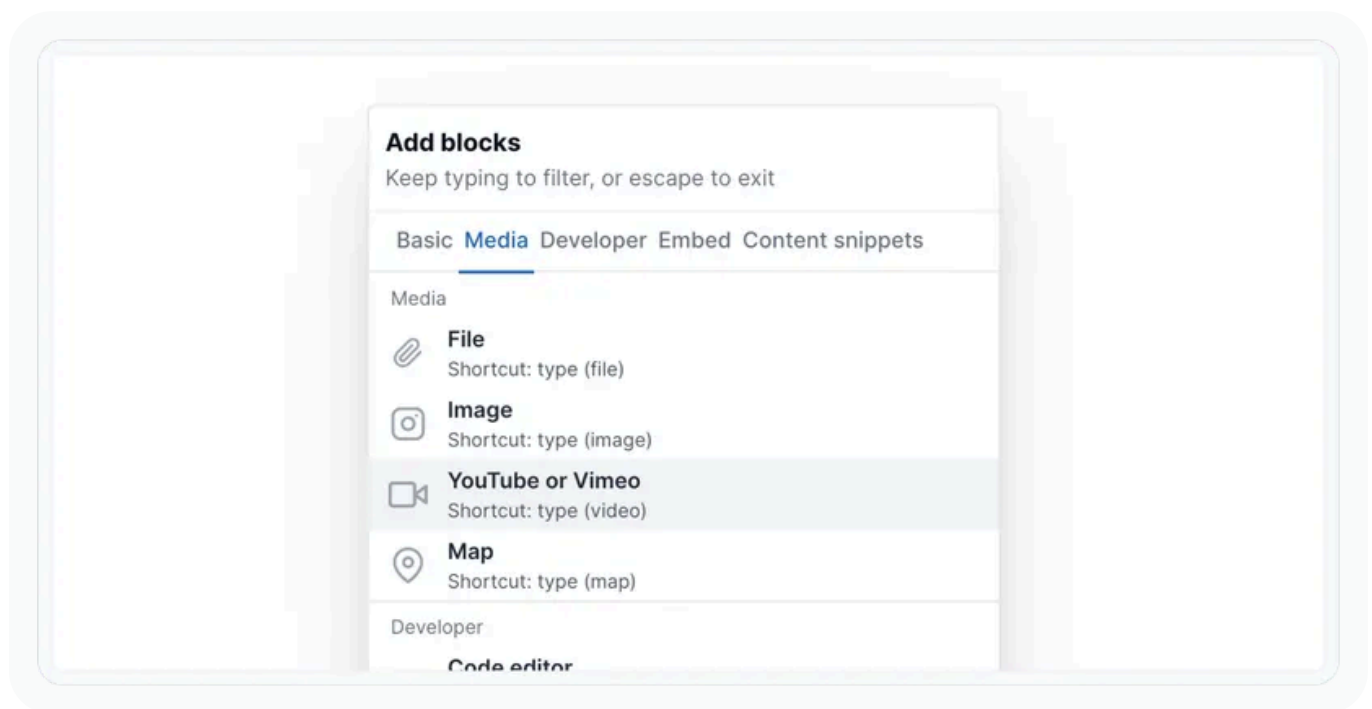 Add blocks
Keep typing to filter, or escape to exit
Basic Media Developer Embed Content snippets
Media
File
Shortcut: type (file)
Image
Shortcut: type (image)
YouTube or Vimeo
Shortcut: type (video)
Map
Shortcut: type (map)
Developer
Code editor